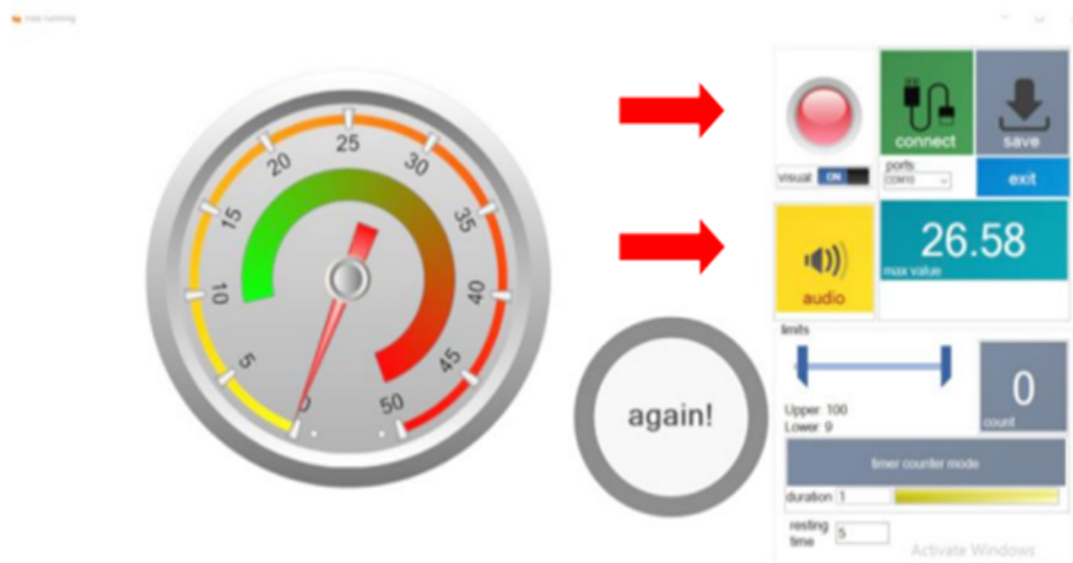 25
20
30
15
35
10
40
5
45
0
50
again!
connect
save
visual ON
ports
COM10
exit
audio
26.58
max value
limits
Upper: 100
Lower: 9
0
count
timer counter mode
duration 1
resting
time 5
Activate Windows